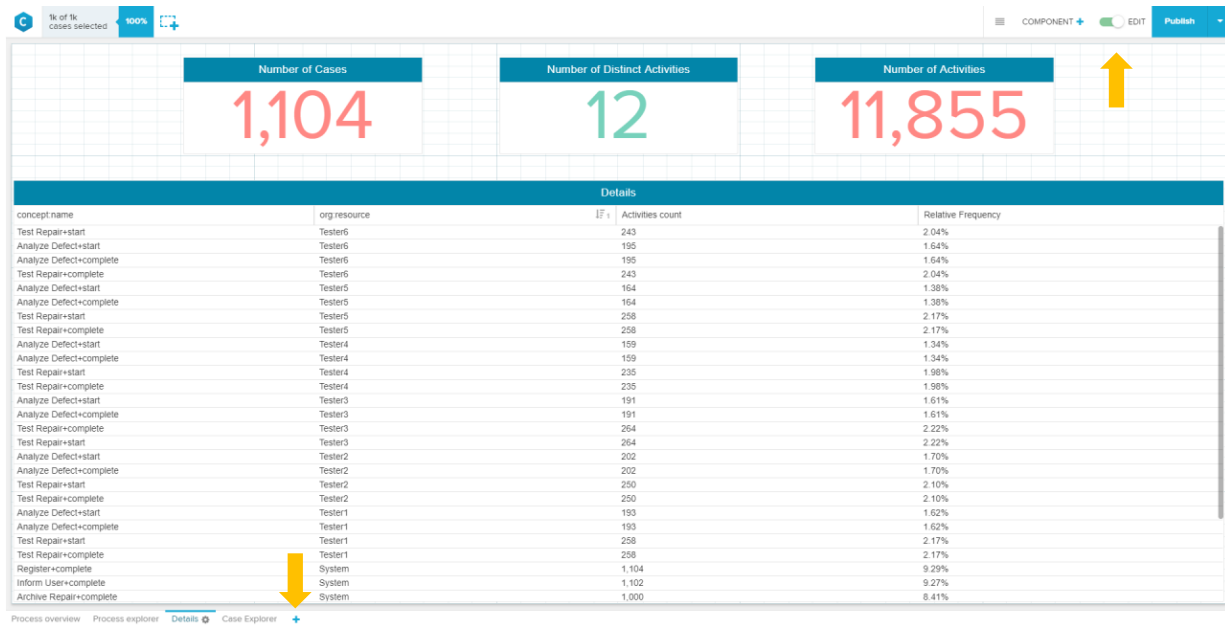 C
1k of 1k
cases selected
100%
COMPONENT +
EDIT
Publish
Number of Cases
1,104
Number of Distinct Activities
12
Number of Activities
11,855
Details
concept:name org:resource 1 Activities count Relative Frequency
Test Repair+start Tester6 243 2.04%
Analyze Defect+start Tester6 195 1.64%
Analyze Defect+complete Tester6 195 1.64%
Test Repair+complete Tester6 243 2.04%
Analyze Defect+start Tester5 164 1.38%
Analyze Defect+complete Tester5 164 1.38%
Test Repair+start Tester5 258 2.17%
Test Repair+complete Tester5 258 2.17%
Analyze Defect+start Tester4 159 1.34%
Analyze Defect+complete Tester4 159 1.34%
Test Repair+start Tester4 235 1.98%
Test Repair+complete Tester4 235 1.98%
Analyze Defect+start Tester3 191 1.61%
Analyze Defect+complete Tester3 191 1.61%
Test Repair+complete Tester3 264 2.22%
Test Repair+start Tester3 264 2.22%
Analyze Defect+start Tester2 202 1.70%
Analyze Defect+complete Tester2 202 1.70%
Test Repair+start Tester2 250 2.10%
Test Repair+complete Tester2 250 2.10%
Analyze Defect+start Tester1 193 1.62%
Analyze Defect+complete Tester1 193 1.62%
Test Repair+start Tester1 258 2.17%
Test Repair+complete Tester1 258 2.17%
Register+complete System 1,104 9.29%
Inform User+complete System 1,102 9.27%
Archive Repair+complete System 1,000 8.41%
Process overview Process explorer Details Case Explorer +